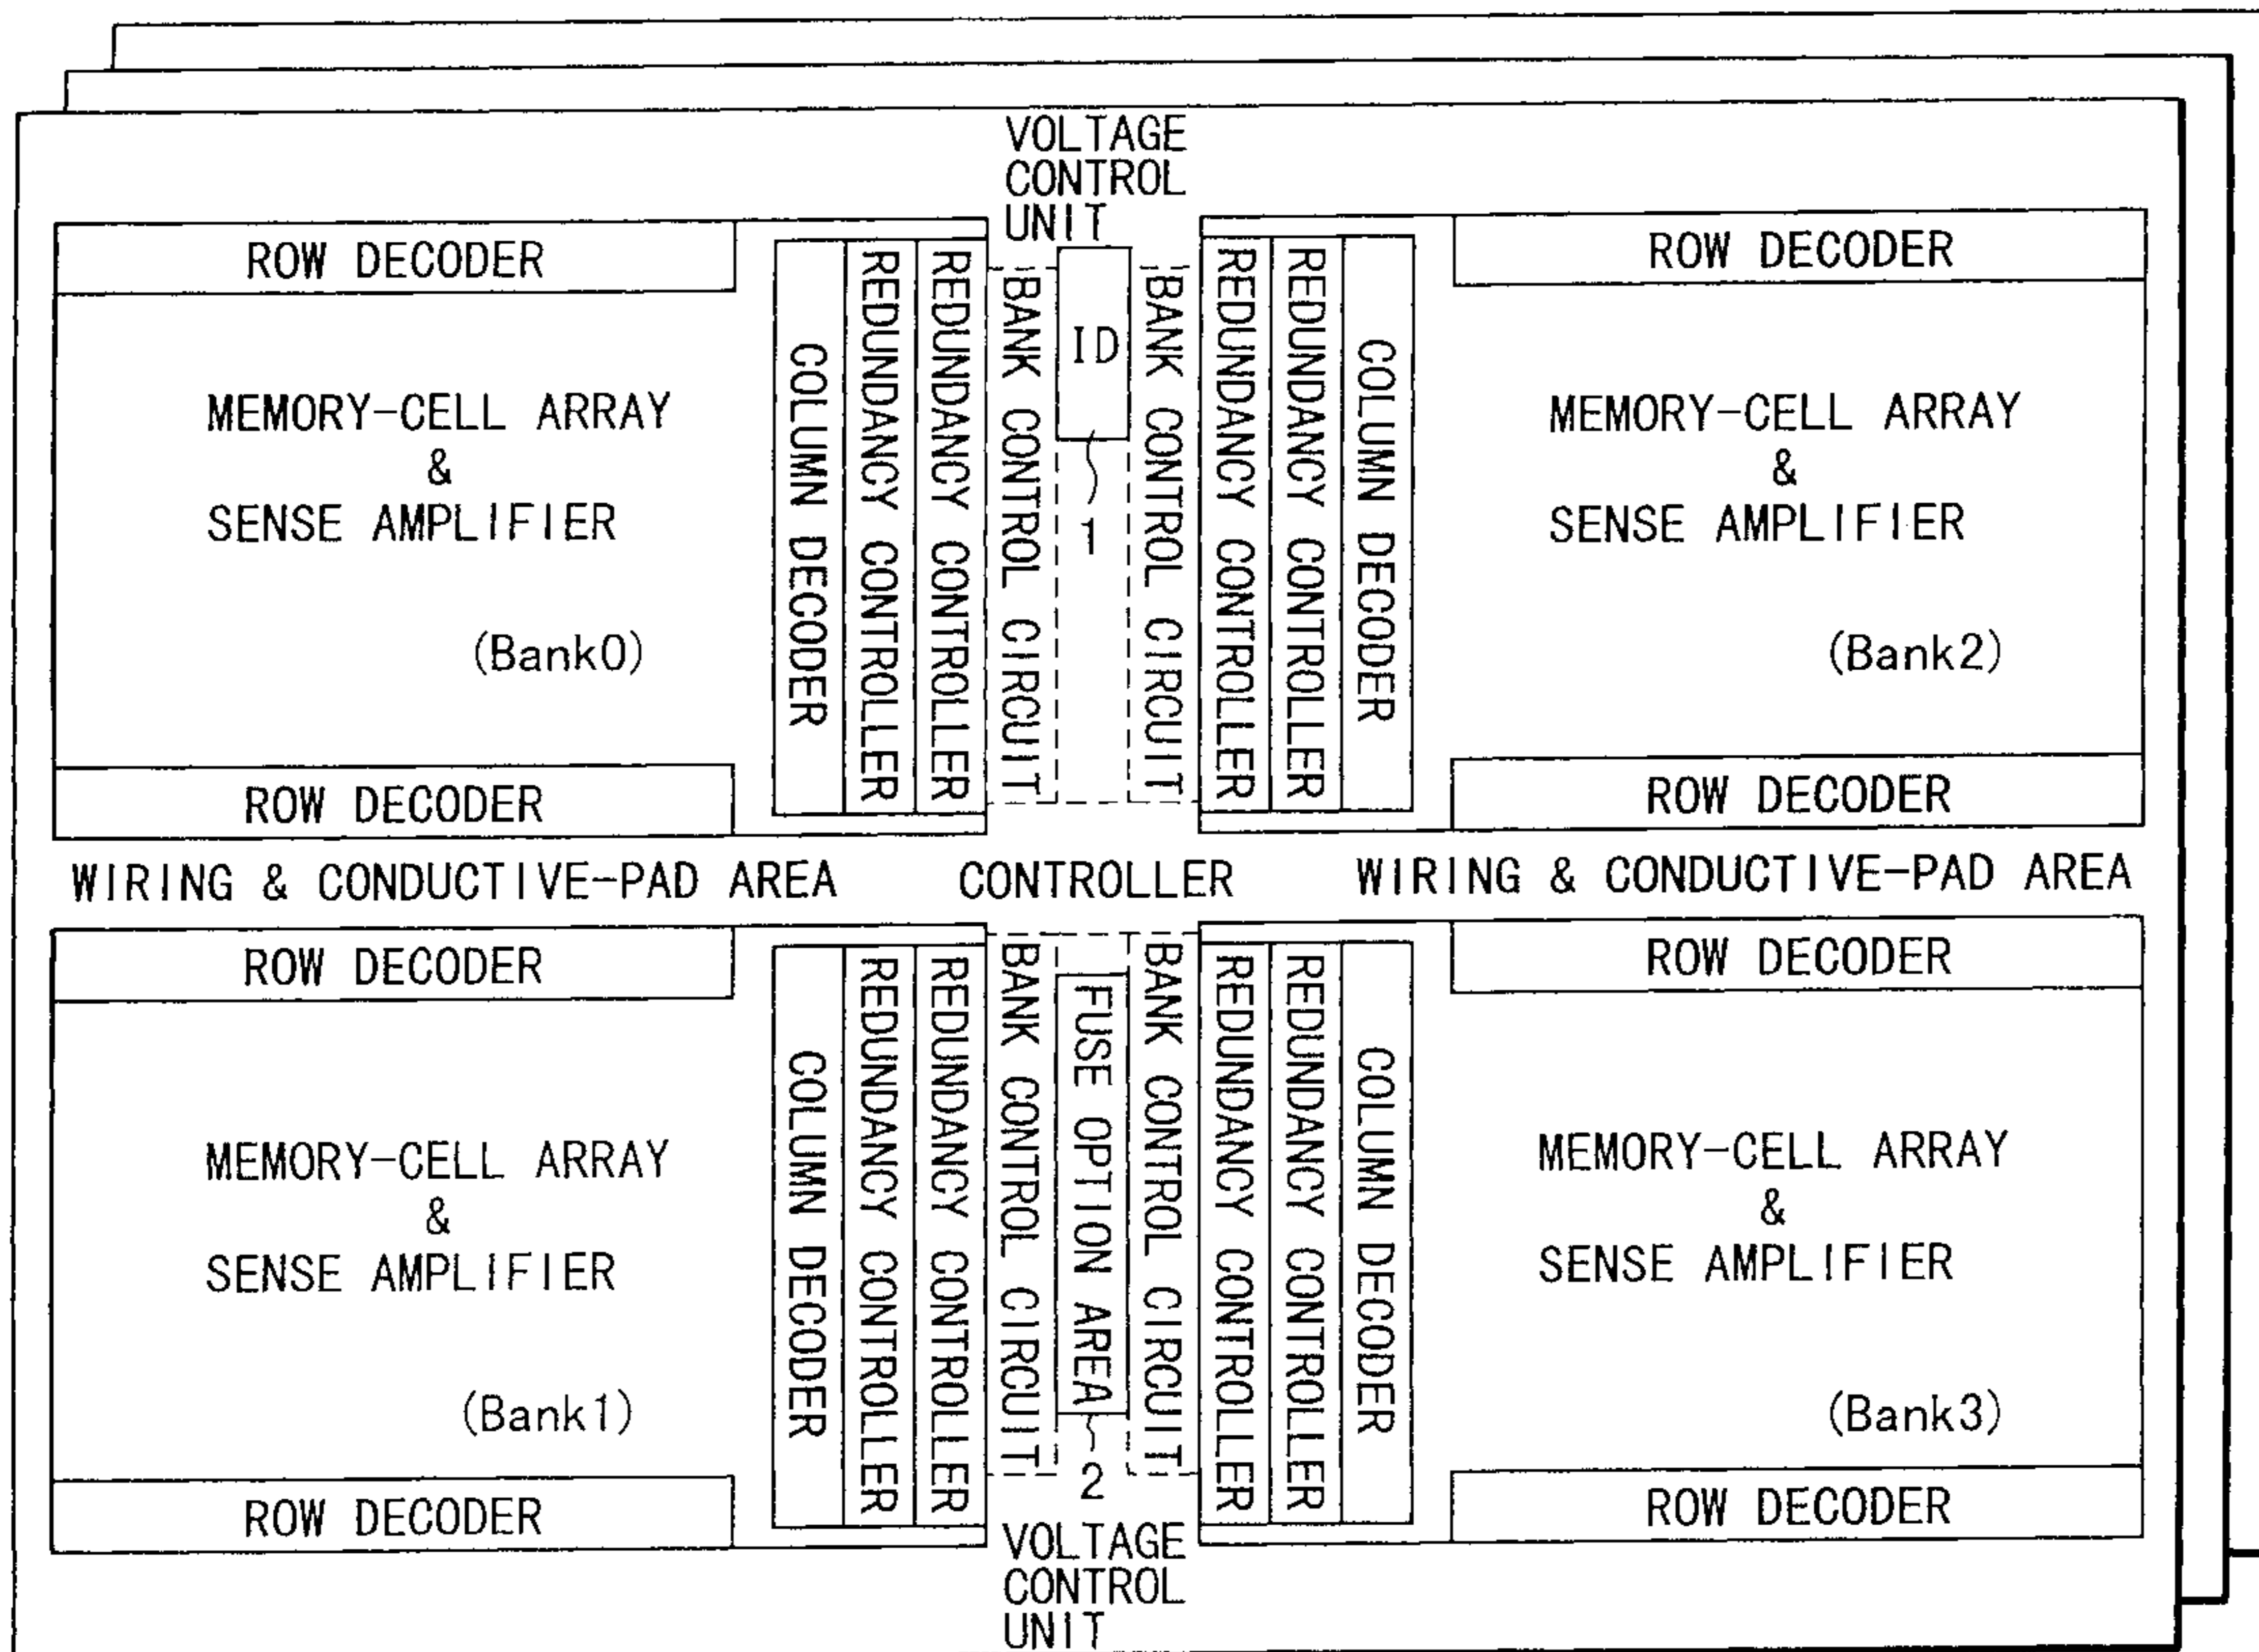 VOLTAGE
CONTROL
UNIT
ROW DECODER
MEMORY-CELL ARRAY
&
SENSE AMPLIFIER
(Bank0)
ROW DECODER
COLUMN DECODER
REDUNDANCY CONTROLLER
REDUNDANCY CONTROLLER
BANK CONTROL CIRCUIT
ID
1
BANK CONTROL CIRCUIT
REDUNDANCY CONTROLLER
REDUNDANCY CONTROLLER
COLUMN DECODER
ROW DECODER
MEMORY-CELL ARRAY
&
SENSE AMPLIFIER
(Bank2)
ROW DECODER
WIRING & CONDUCTIVE-PAD AREA
CONTROLLER
WIRING & CONDUCTIVE-PAD AREA
ROW DECODER
MEMORY-CELL ARRAY
&
SENSE AMPLIFIER
(Bank1)
ROW DECODER
COLUMN DECODER
REDUNDANCY CONTROLLER
REDUNDANCY CONTROLLER
BANK CONTROL CIRCUIT
FUSE OPTION AREA
2
BANK CONTROL CIRCUIT
REDUNDANCY CONTROLLER
REDUNDANCY CONTROLLER
COLUMN DECODER
ROW DECODER
MEMORY-CELL ARRAY
&
SENSE AMPLIFIER
(Bank3)
ROW DECODER
VOLTAGE
CONTROL
UNIT